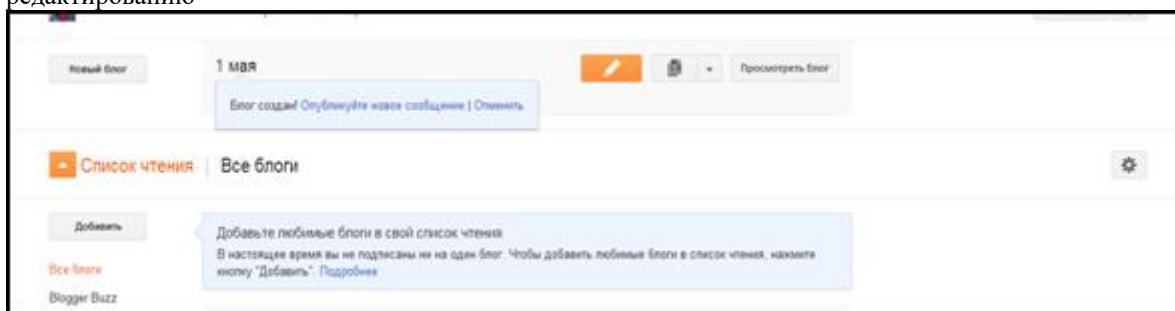 редактированию
Новый блог
1 мая
Просмотреть блог
Блог создан! Опубликуйте новое сообщение | Отменить
Список чтения | Все блоги
Добавить
Добавьте любимые блоги в свой список чтения
В настоящее время вы не подписаны ни на один блог. Чтобы добавить любимые блоги в список чтения, нажмите
кнопку "Добавить". Подробнее
Все блоги
Blogger Buzz